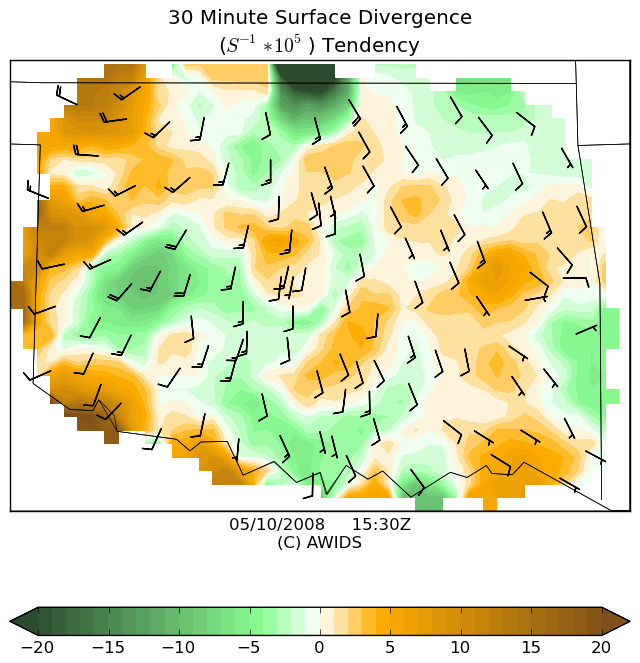 30 Minute Surface Divergence
(S⁻¹ *10⁵ ) Tendency
05/10/2008 15:30Z
(C) AWIDS
−20 −15 −10 −5 0 5 10 15 20